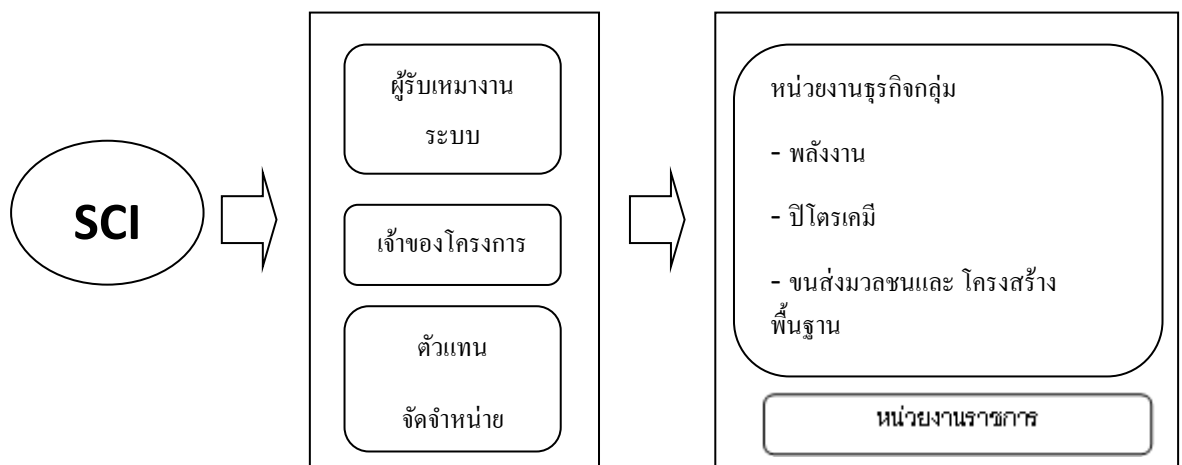 SCI
ผู้รับเหมางาน
ระบบ
เจ้าของโครงการ
ตัวแทน
จัดจำหน่าย
หน่วยงานธุรกิจกลุ่ม
- พลังงาน
- ปิโตรเคมี
- ขนส่งมวลชนและ โครงสร้าง
พื้นฐาน
หน่วยงานราชการ